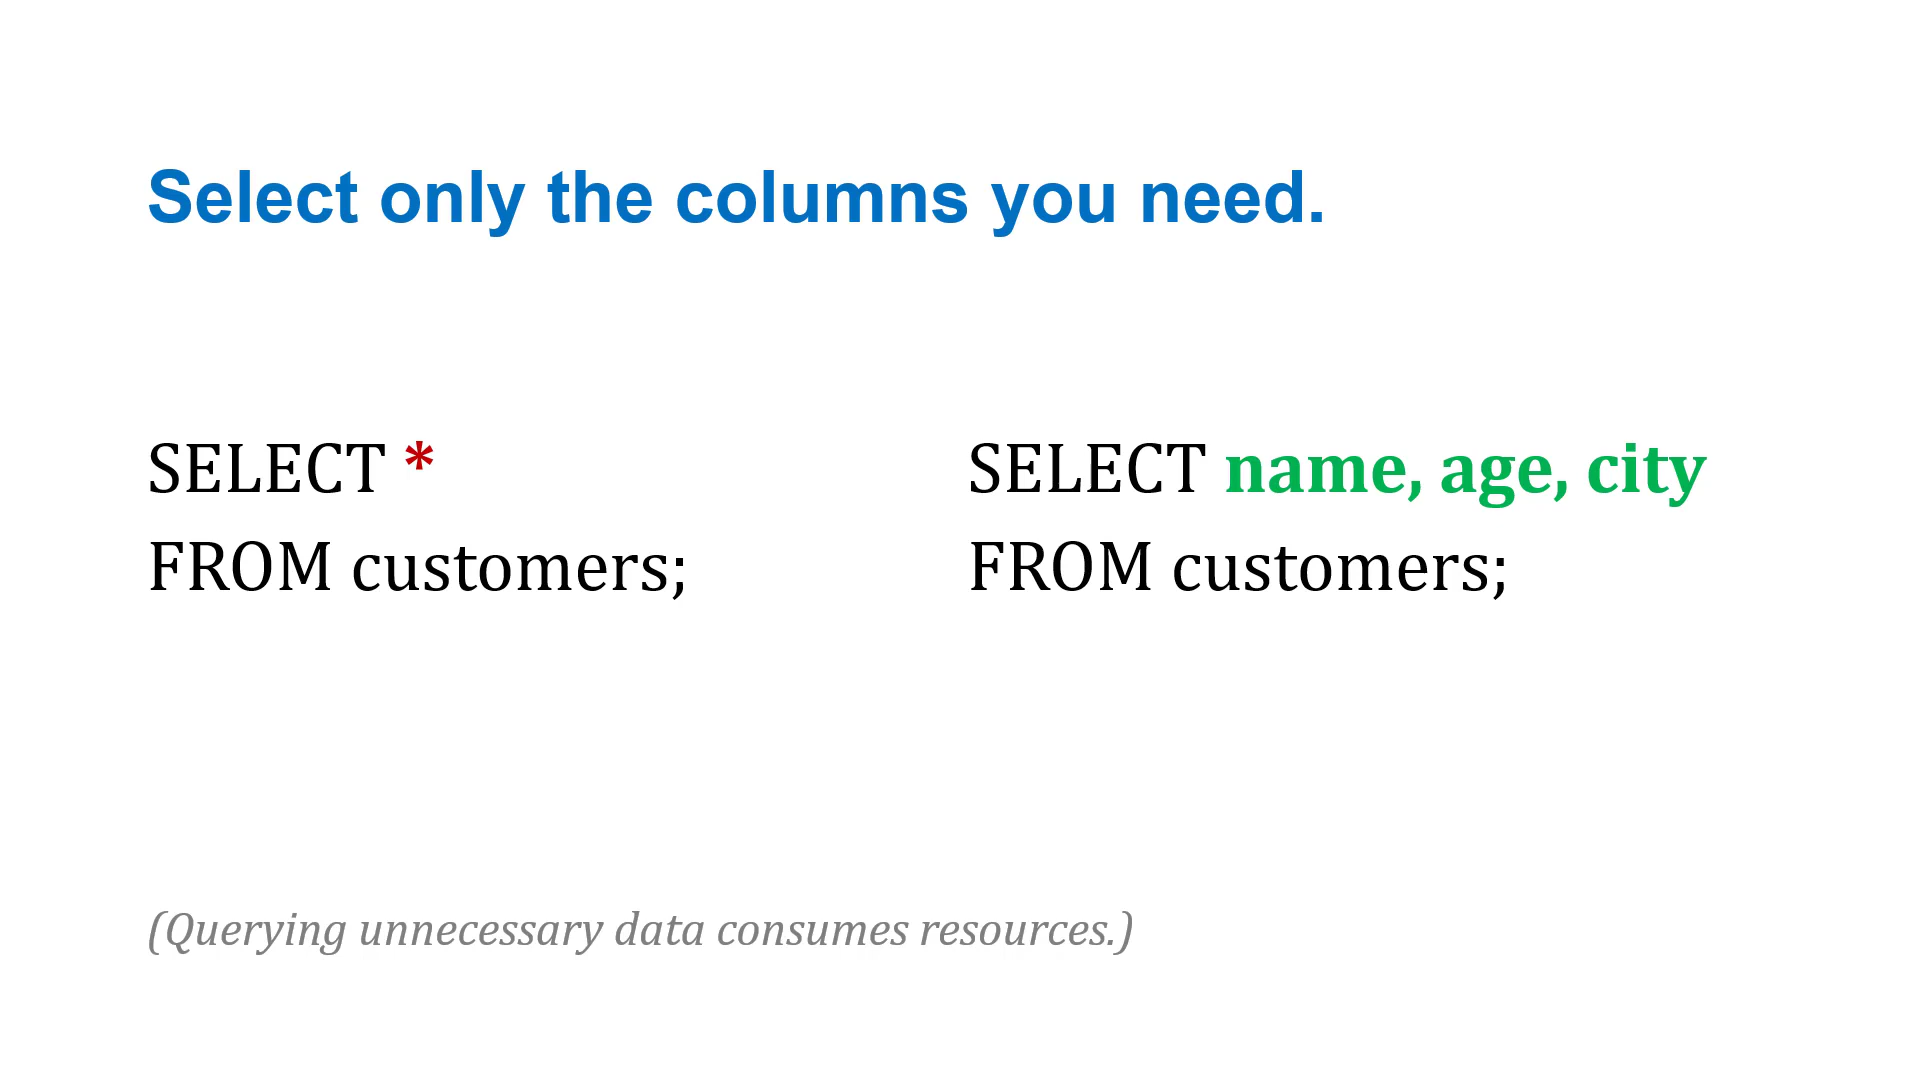 Select only the columns you need.
SELECT *
FROM customers;
SELECT name, age, city
FROM customers;
(Querying unnecessary data consumes resources.)